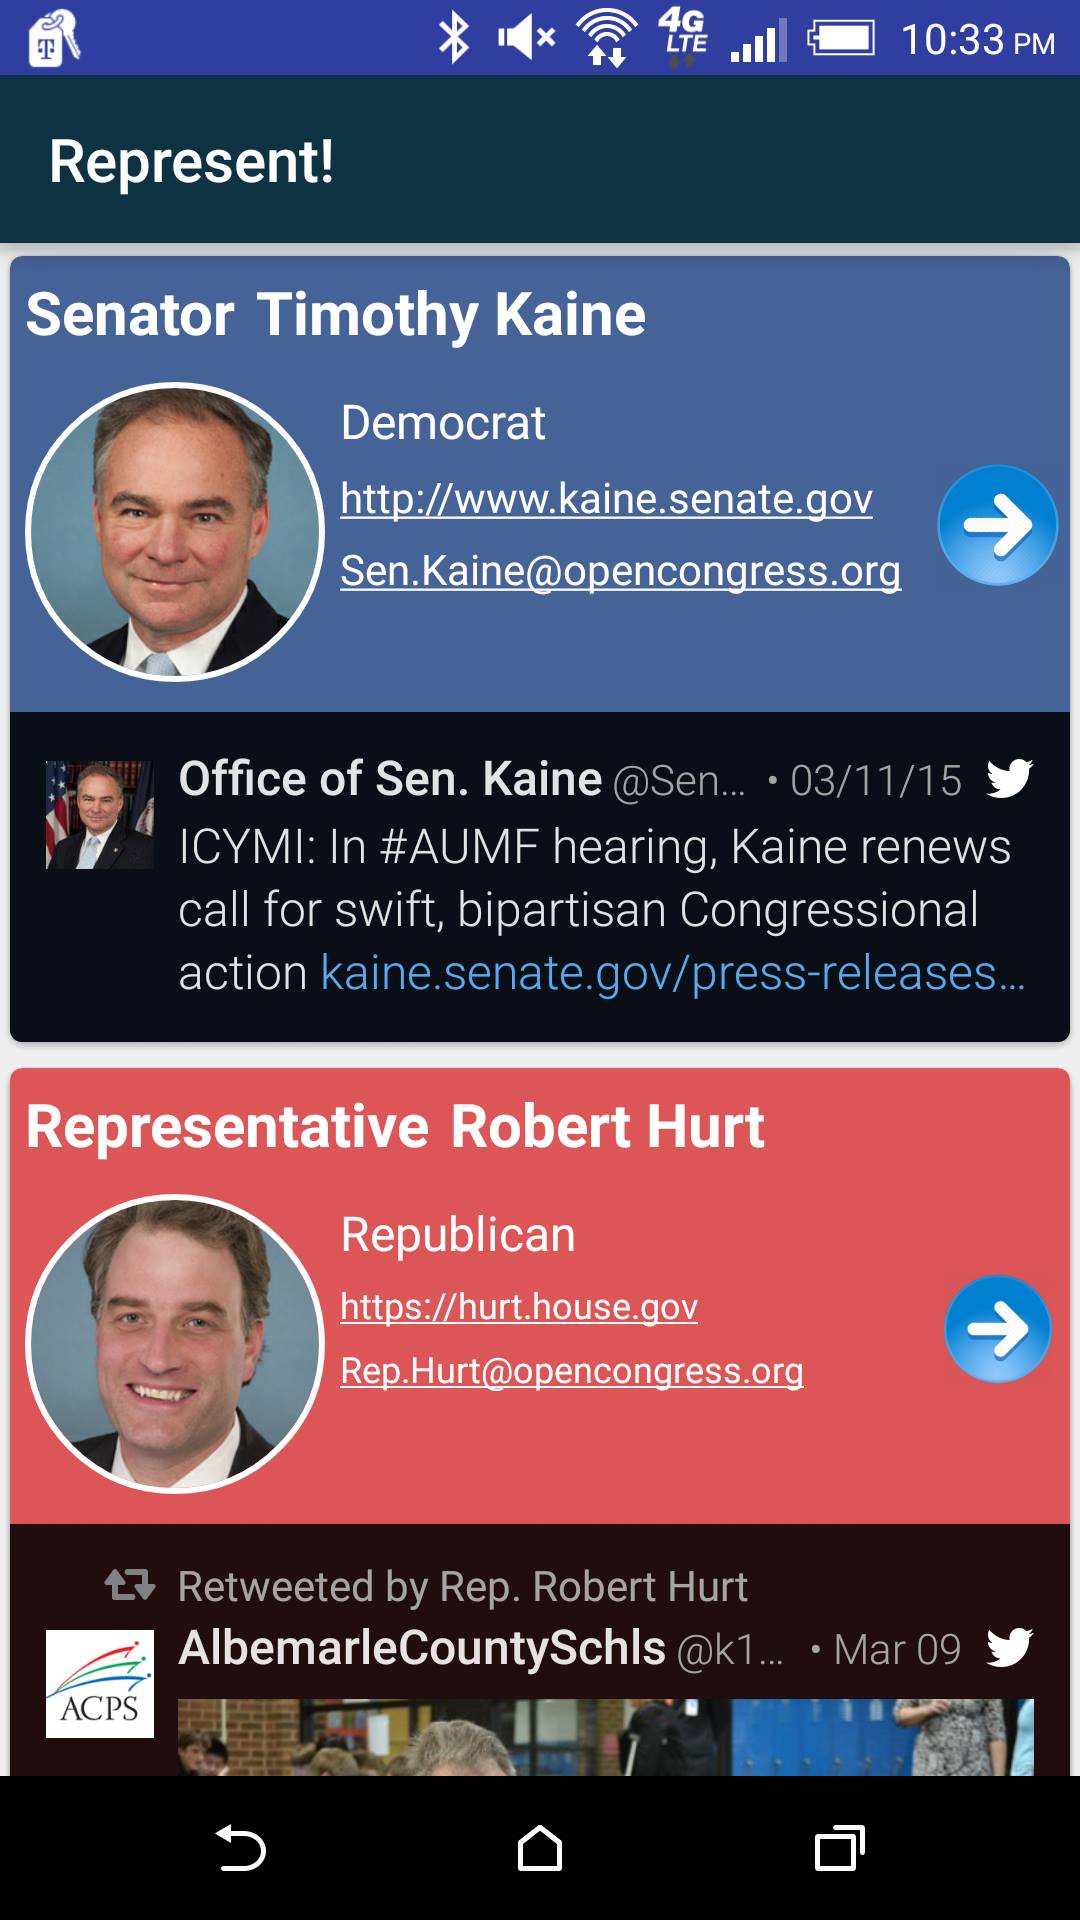 4G LTE 10:33 PM
Represent!
Senator Timothy Kaine
Democrat
http://www.kaine.senate.gov
Sen.Kaine@opencongress.org
Office of Sen. Kaine @Sen... • 03/11/15
ICYMI: In #AUMF hearing, Kaine renews
call for swift, bipartisan Congressional
action kaine.senate.gov/press-releases...
Representative Robert Hurt
Republican
https://hurt.house.gov
Rep.Hurt@opencongress.org
Retweeted by Rep. Robert Hurt
AlbemarleCountySchls @k1... • Mar 09
ACPS